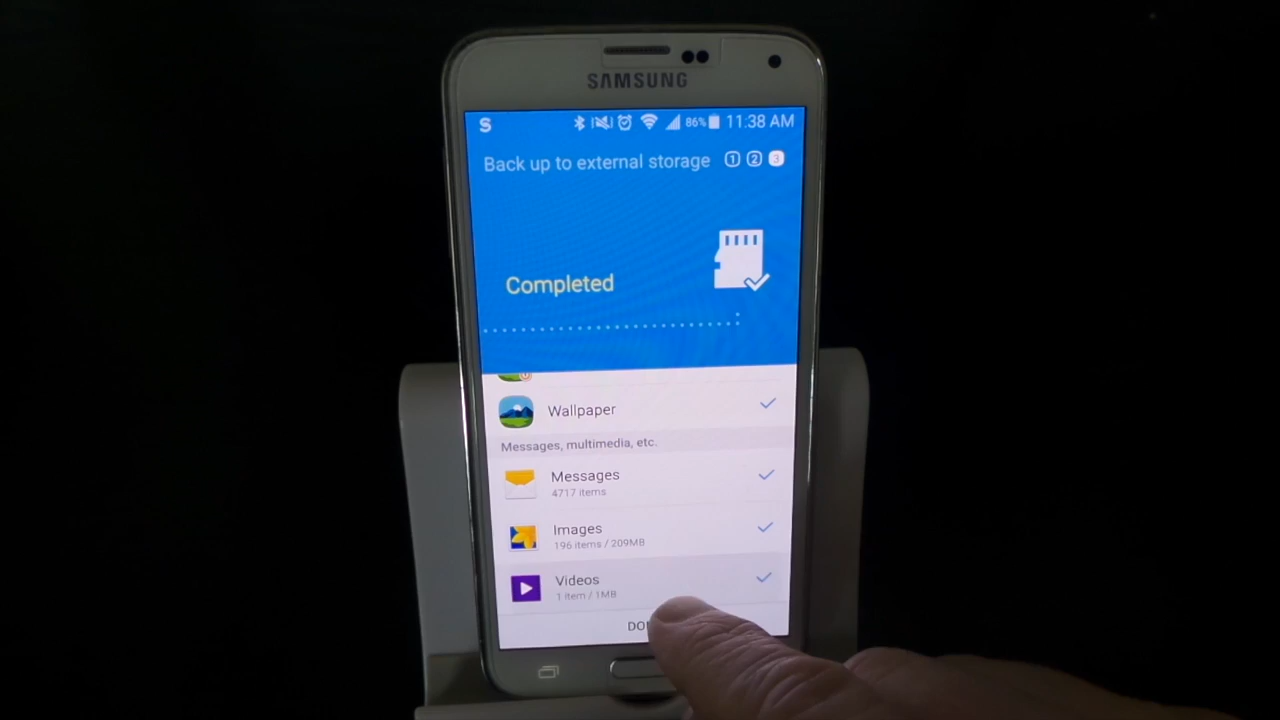 SAMSUNG
S 86% 11:38 AM
Back up to external storage 1 2 3
Completed
Wallpaper
Messages, multimedia, etc.
Messages
4717 items
Images
196 items / 209MB
Videos
1 item / 1MB